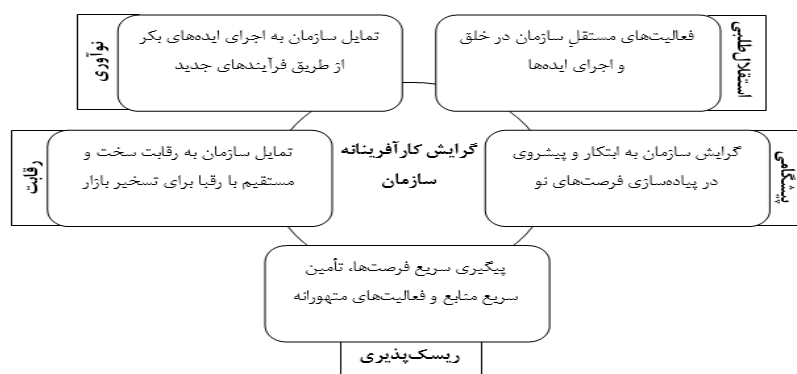 استقلال‌طلبی
فعالیت‌های مستقلِ سازمان در خلق
و اجرای ایده‌ها
نوآوری
تمایل سازمان به اجرای ایده‌های بکر
از طریق فرآیندهای جدید
پیشگامی
گرایش سازمان به ابتکار و پیشروی
در پیاده‌سازی فرصت‌های نو
گرایش کارآفرینانه
سازمان
رقابت
تمایل سازمان به رقابت سخت و
مستقیم با رقبا برای تسخیر بازار
پیگیری سریع فرصت‌ها، تأمین
سریع منابع و فعالیت‌های متهورانه
ریسک‌پذیری